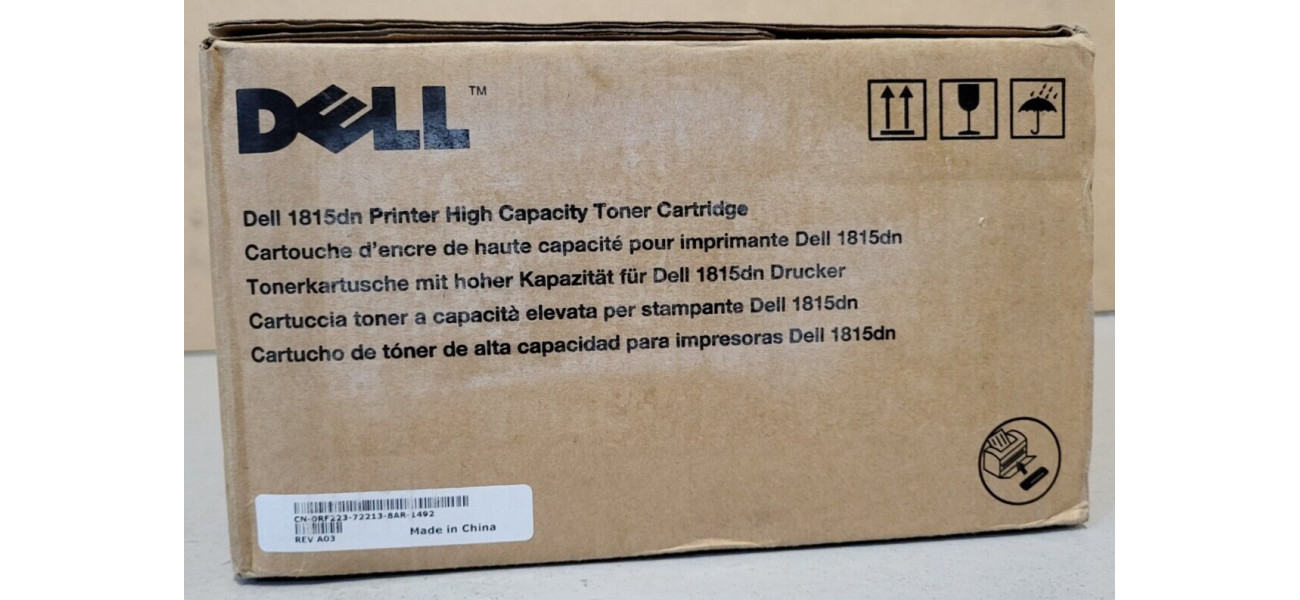 DELL™
Dell 1815dn Printer High Capacity Toner Cartridge
Cartouche d'encre de haute capacité pour imprimante Dell 1815dn
Tonerkartusche mit hoher Kapazität für Dell 1815dn Drucker
Cartuccia toner a capacità elevata per stampante Dell 1815dn
Cartucho de tóner de alta capacidad para impresoras Dell 1815dn
CN-0RF223-72213-8AR-1492
Made in China
REV A03